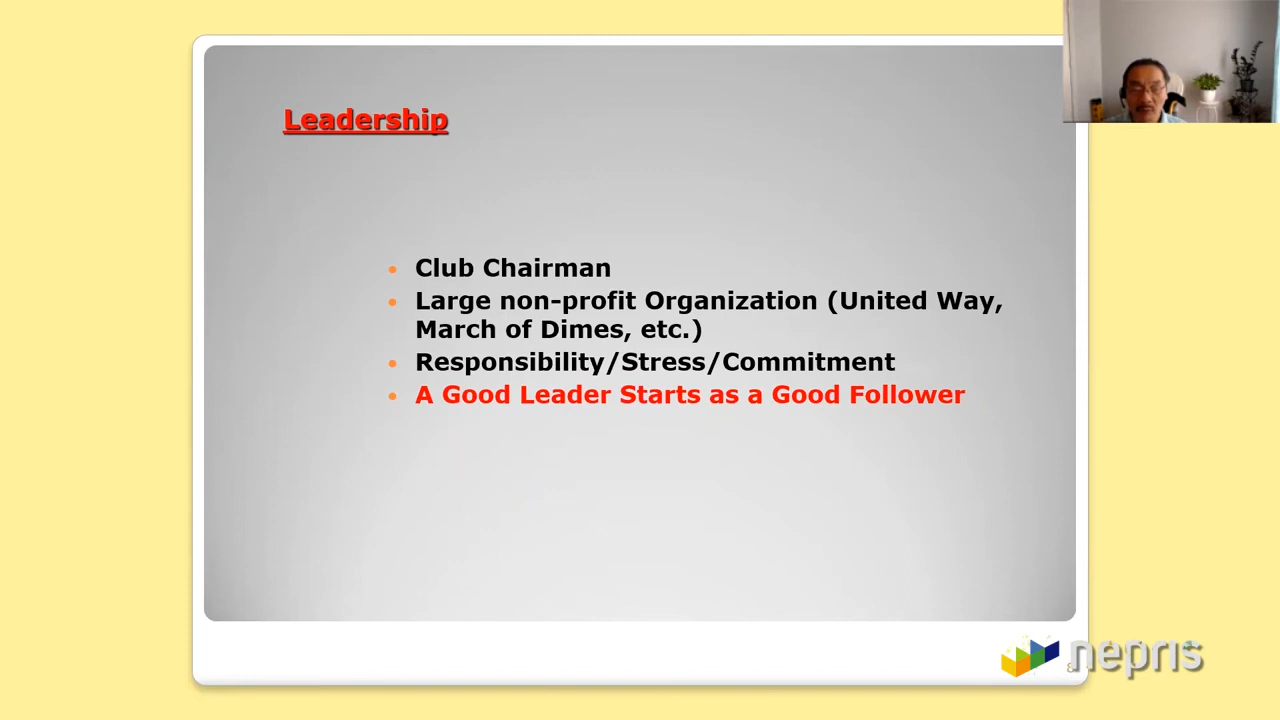 Leadership
Club Chairman
Large non-profit Organization (United Way,
March of Dimes, etc.)
Responsibility/Stress/Commitment
A Good Leader Starts as a Good Follower
nepris